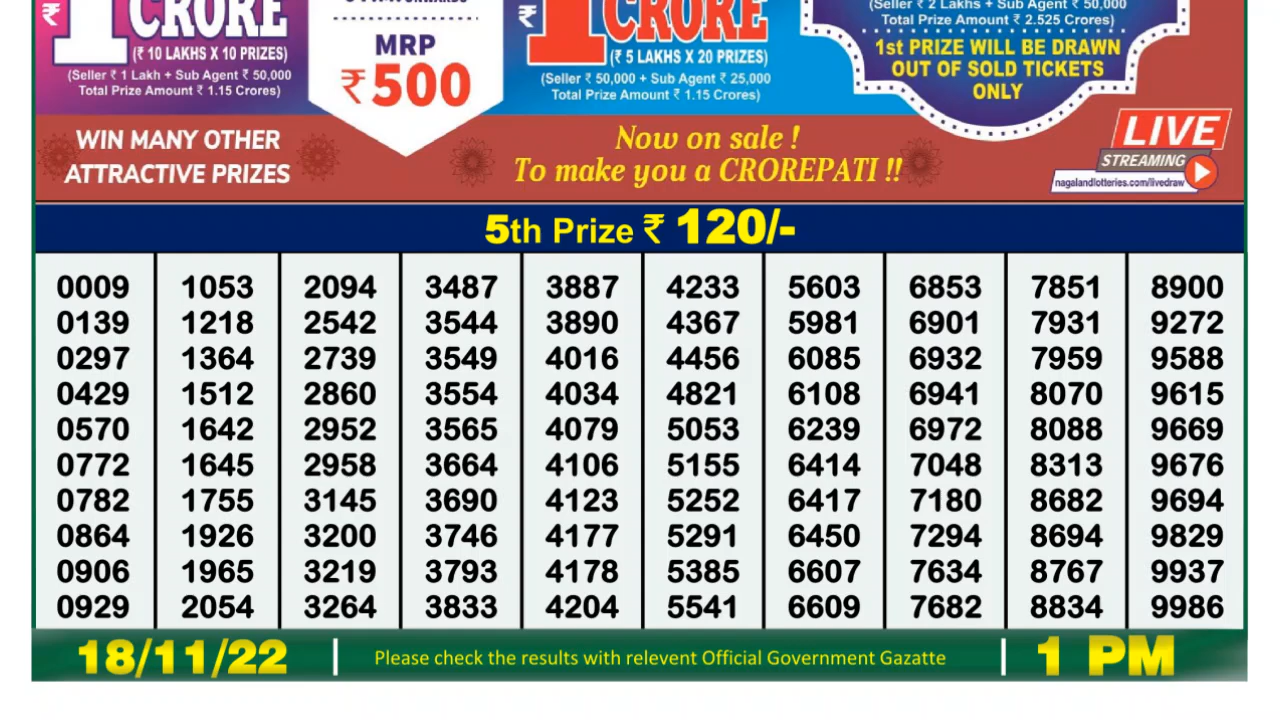 ₹ 1 CRORE
(₹ 10 LAKHS X 10 PRIZES)
(Seller ₹ 1 Lakh + Sub Agent ₹ 50,000
Total Prize Amount ₹ 1.15 Crores)
MRP
₹500
₹ 1 CRORE
(₹ 5 LAKHS X 20 PRIZES)
(Seller ₹ 50,000 + Sub Agent ₹ 25,000
Total Prize Amount ₹ 1.15 Crores)
(Seller ₹ 2 Lakhs + Sub Agent ₹ 50,000
Total Prize Amount ₹ 2.525 Crores)
1st PRIZE WILL BE DRAWN
OUT OF SOLD TICKETS
ONLY
WIN MANY OTHER
ATTRACTIVE PRIZES
Now on sale !
To make you a CROREPATI !!
LIVE
STREAMING
nagalandlotteries.com/livedraw
5th Prize ₹ 120/-
0009 1053 2094 3487 3887 4233 5603 6853 7851 8900
0139 1218 2542 3544 3890 4367 5981 6901 7931 9272
0297 1364 2739 3549 4016 4456 6085 6932 7959 9588
0429 1512 2860 3554 4034 4821 6108 6941 8070 9615
0570 1642 2952 3565 4079 5053 6239 6972 8088 9669
0772 1645 2958 3664 4106 5155 6414 7048 8313 9676
0782 1755 3145 3690 4123 5252 6417 7180 8682 9694
0864 1926 3200 3746 4177 5291 6450 7294 8694 9829
0906 1965 3219 3793 4178 5385 6607 7634 8767 9937
0929 2054 3264 3833 4204 5541 6609 7682 8834 9986
18/11/22 | Please check the results with relevent Official Government Gazatte | 1 PM